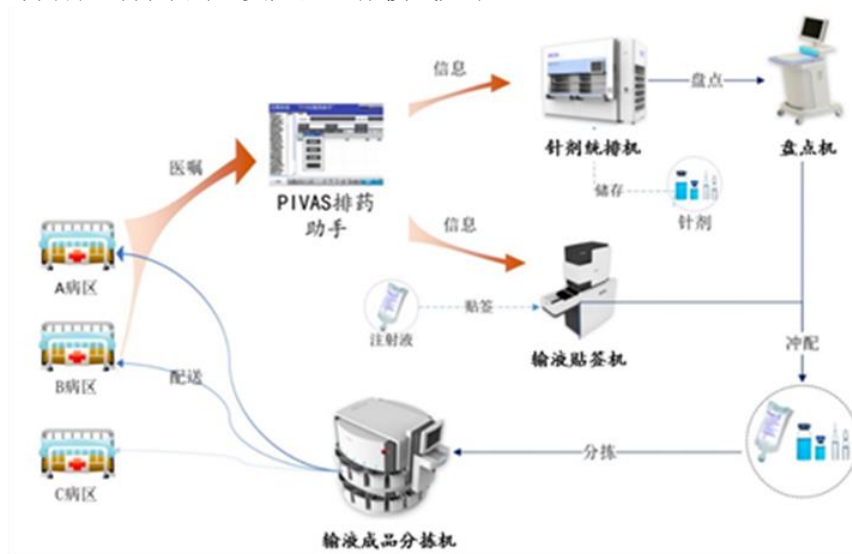 信息
盘点
针剂统排机
盘点机
医嘱
PIVAS排药
助手
储存
针剂
信息
A病区
贴签
注射液
输液贴签机
冲配
B病区
配送
分拣
C病区
输液成品分拣机